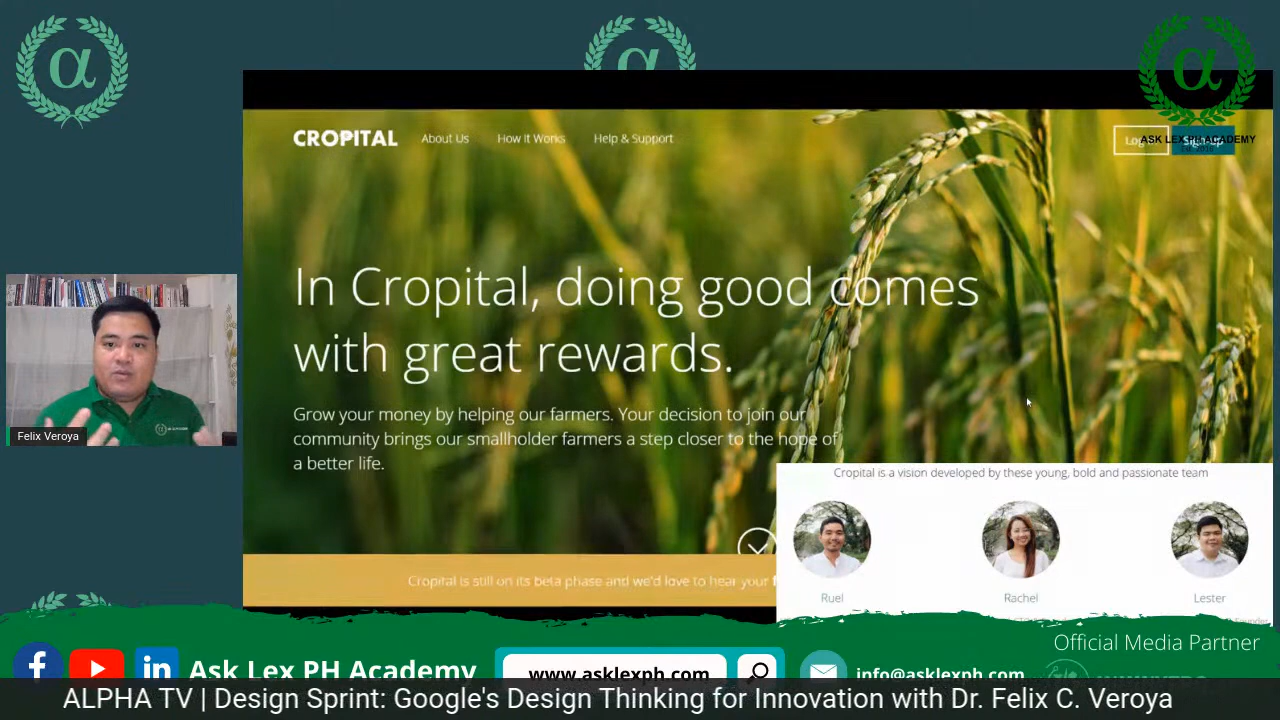 α
α
α
ASK LEX PH ACADEMY
CROPITAL
About Us
How It Works
Help & Support
In Cropital, doing good comes
with great rewards.
Grow your money by helping our farmers. Your decision to join our
community brings our smallholder farmers a step closer to the hope of
a better life.
Felix Veroya
Cropital is still on its beta phase and we'd love to hear your
Cropital is a vision developed by these young, bold and passionate team
Ruel
Rachel
Lester
Official Media Partner
Ask Lex PH Academy
www.asklexph.com
info@asklexph.com
ALPHA TV | Design Sprint: Google's Design Thinking for Innovation with Dr. Felix C. Veroya